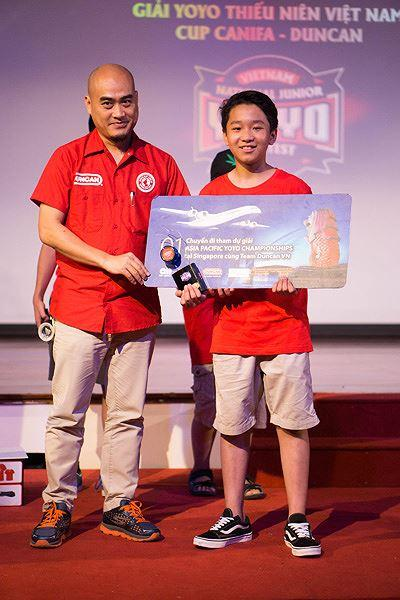 GIẢI YOYO THIẾU NIÊN VIỆT NAM
CUP CANIFA - DUNCAN
VIETNAM
NATIONAL JUNIOR
YOYO
DUNCAN
01 Chuyến đi tham dự giải
ASIA PACIFIC YOYO CHAMPIONSHIPS
tại Singapore cùng Team Duncan VN